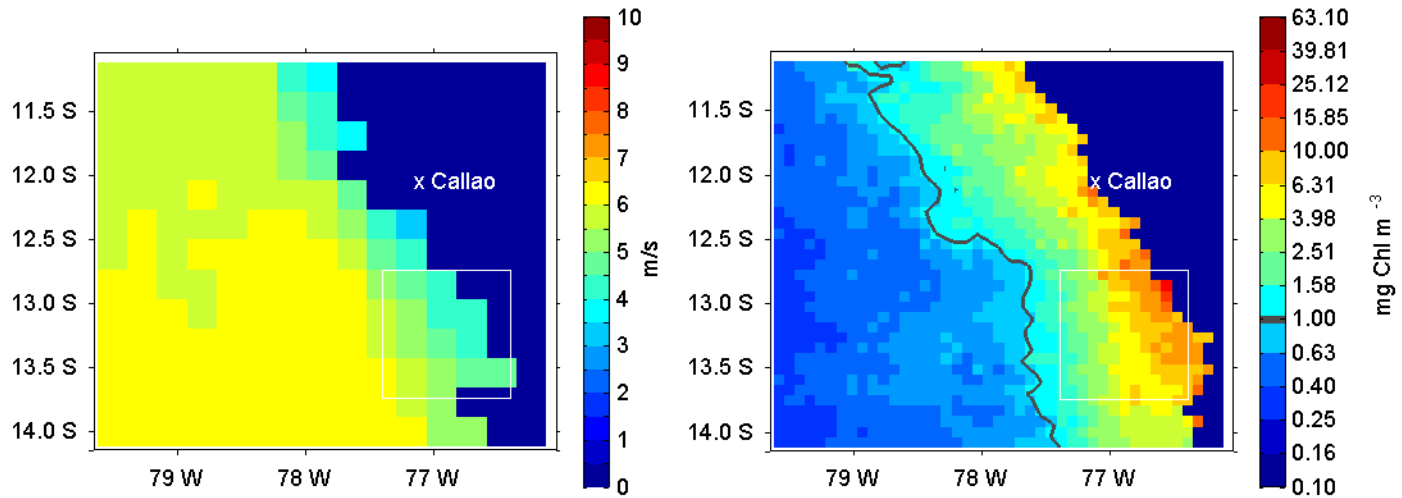 11.5 S
12.0 S
12.5 S
13.0 S
13.5 S
14.0 S
79 W
78 W
77 W
x Callao
10
9
8
7
6
5
4
3
2
1
0
m/s
11.5 S
12.0 S
12.5 S
13.0 S
13.5 S
14.0 S
79 W
78 W
77 W
x Callao
63.10
39.81
25.12
15.85
10.00
6.31
3.98
2.51
1.58
1.00
0.63
0.40
0.25
0.16
0.10
mg Chl m⁻³